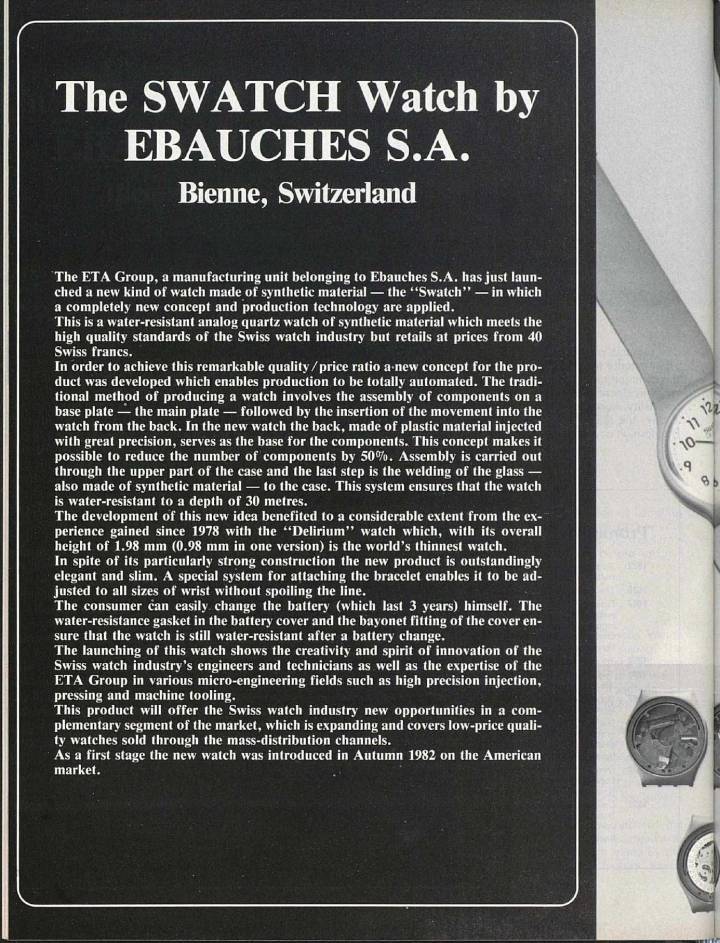 The SWATCH Watch by
EBAUCHES S.A.
Bienne, Switzerland
The ETA Group, a manufacturing unit belonging to Ebauches S.A. has just laun-
ched a new kind of watch made of synthetic material — the “Swatch” — in which
a completely new concept and production technology are applied.
This is a water-resistant analog quartz watch of synthetic material which meets the
high quality standards of the Swiss watch industry but retails at prices from 40
Swiss francs.
In order to achieve this remarkable quality/price ratio a new concept for the pro-
duct was developed which enables production to be totally automated. The tradi-
tional method of producing a watch involves the assembly of components on a
base plate — the main plate — followed by the insertion of the movement into the
watch from the back. In the new watch the back, made of plastic material injected
with great precision, serves as the base for the components. This concept makes it
possible to reduce the number of components by 50%. Assembly is carried out
through the upper part of the case and the last step is the welding of the glass —
also made of synthetic material — to the case. This system ensures that the watch
is water-resistant to a depth of 30 metres.
The development of this new idea benefited to a considerable extent from the ex-
perience gained since 1978 with the “Delirium” watch which, with its overall
height of 1.98 mm (0.98 mm in one version) is the world's thinnest watch.
In spite of its particularly strong construction the new product is outstandingly
elegant and slim. A special system for attaching the bracelet enables it to be ad-
justed to all sizes of wrist without spoiling the line.
The consumer can easily change the battery (which last 3 years) himself. The
water-resistance gasket in the battery cover and the bayonet fitting of the cover en-
sure that the watch is still water-resistant after a battery change.
The launching of this watch shows the creativity and spirit of innovation of the
Swiss watch industry's engineers and technicians as well as the expertise of the
ETA Group in various micro-engineering fields such as high precision injection,
pressing and machine tooling.
This product will offer the Swiss watch industry new opportunities in a com-
plementary segment of the market, which is expanding and covers low-price quali-
ty watches sold through the mass-distribution channels.
As a first stage the new watch was introduced in Autumn 1982 on the American
market.
12
11
10
9
8